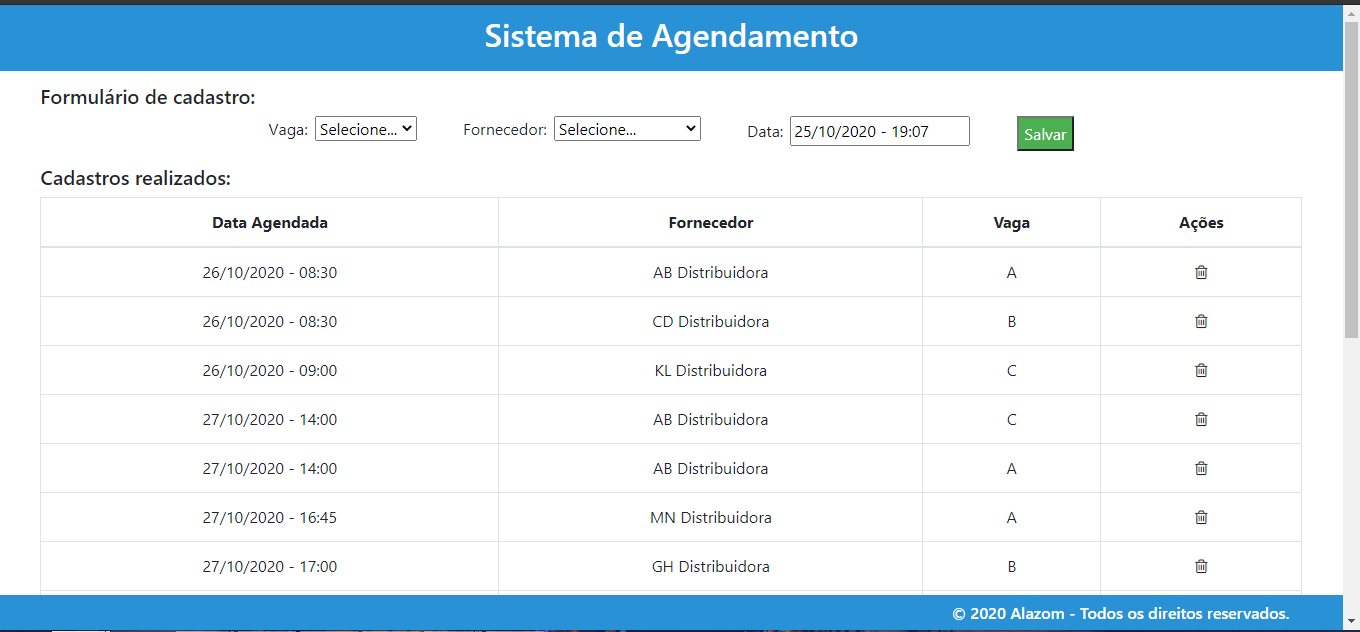 Sistema de Agendamento
Formulário de cadastro:
Vaga: Selecione... Fornecedor: Selecione... Data: 25/10/2020 - 19:07 Salvar
Cadastros realizados:
Data Agendada Fornecedor Vaga Ações
26/10/2020 - 08:30 AB Distribuidora A
26/10/2020 - 08:30 CD Distribuidora B
26/10/2020 - 09:00 KL Distribuidora C
27/10/2020 - 14:00 AB Distribuidora C
27/10/2020 - 14:00 AB Distribuidora A
27/10/2020 - 16:45 MN Distribuidora A
27/10/2020 - 17:00 GH Distribuidora B
© 2020 Alazom - Todos os direitos reservados.